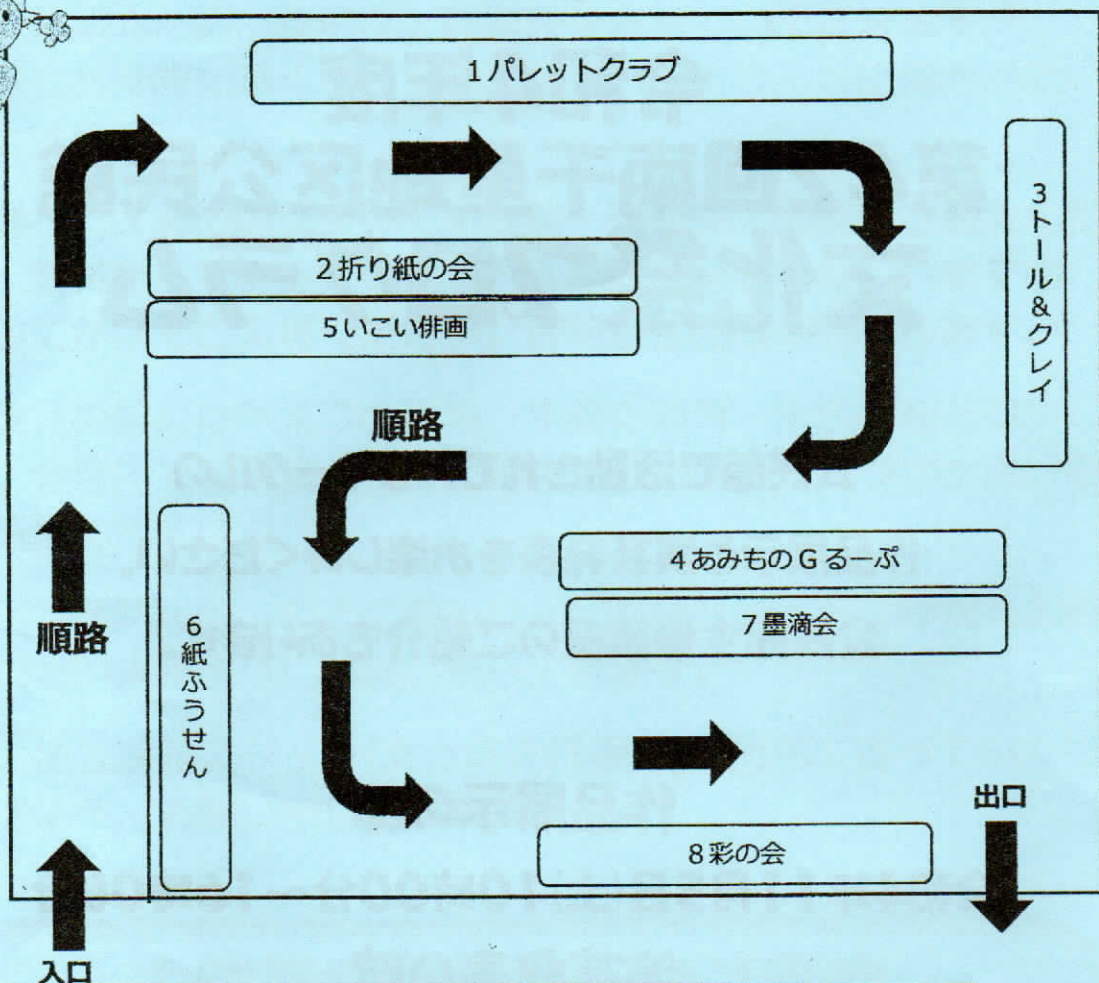 1パレットクラブ
2折り紙の会
5いこい俳画
3トール&クレイ
順路
4あみものGるーぷ
7墨滴会
順路
6紙ふうせん
出口
8彩の会
入口